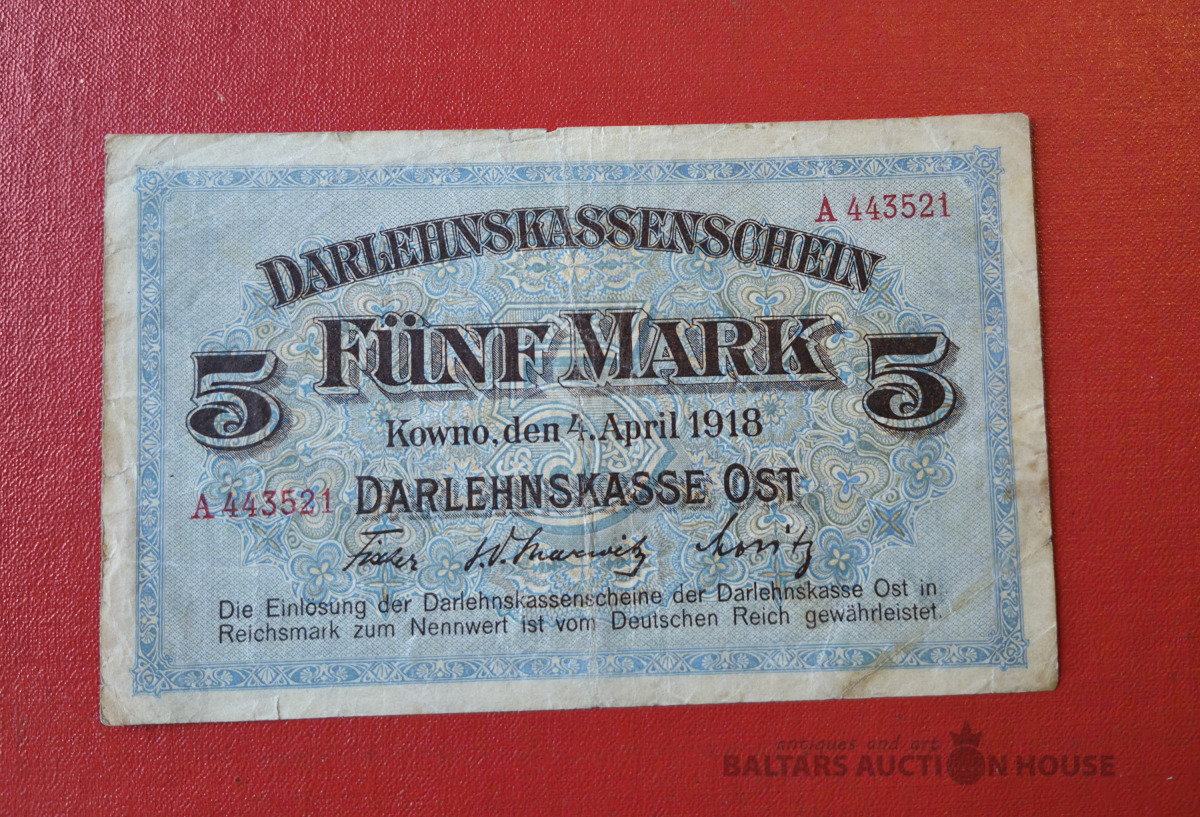 A 443521
DARLEHNSKASSENSCHEIN
5 FÜNF MARK 5
Kowno, den 4. April 1918
A 443521 DARLEHNSKASSE OST
Die Einlösung der Darlehnskassenscheine der Darlehnskasse Ost in
Reichsmark zum Nennwert ist vom Deutschen Reich gewährleistet.
antiques and art
BALTARS AUCTION HOUSE